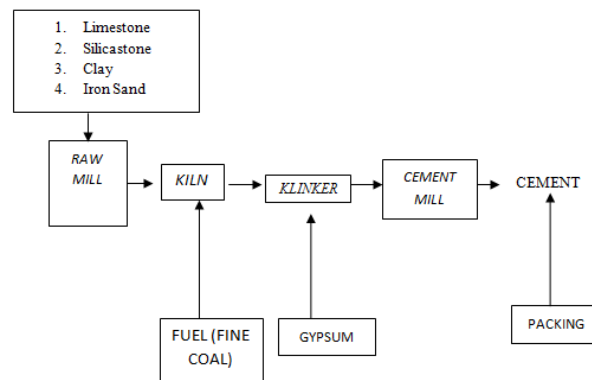 1. Limestone
2. Silicastone
3. Clay
4. Iron Sand
RAW
MILL
KILN
KLINKER
CEMENT
MILL
CEMENT
FUEL (FINE
COAL)
GYPSUM
PACKING